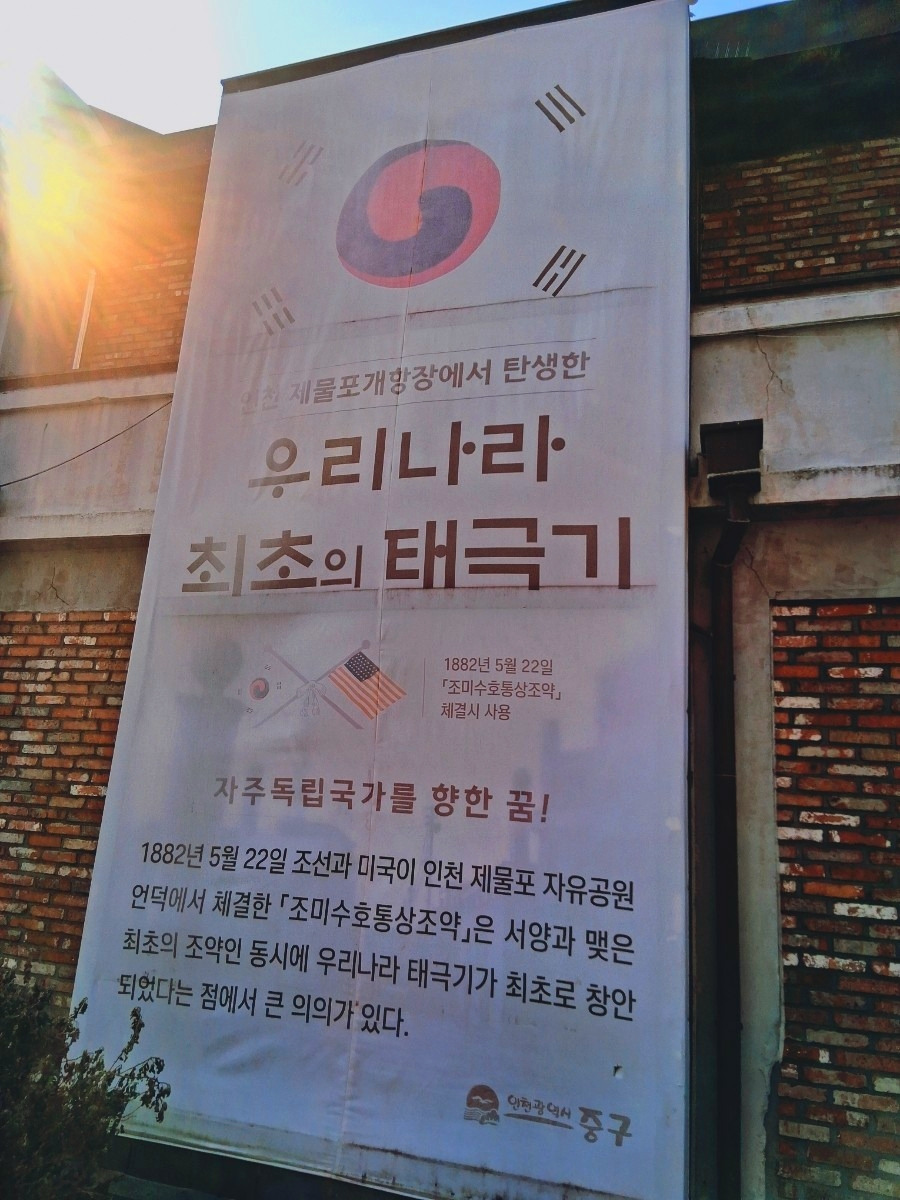 인천 제물포개항장에서 탄생한
우리나라
최초의 태극기
1882년 5월 22일
「조미수호통상조약」
체결시 사용
자주독립국가를 향한 꿈!
1882년 5월 22일 조선과 미국이 인천 제물포 자유공원
언덕에서 체결한 「조미수호통상조약」은 서양과 맺은
최초의 조약인 동시에 우리나라 태극기가 최초로 창안
되었다는 점에서 큰 의의가 있다.
인천광역시 중구